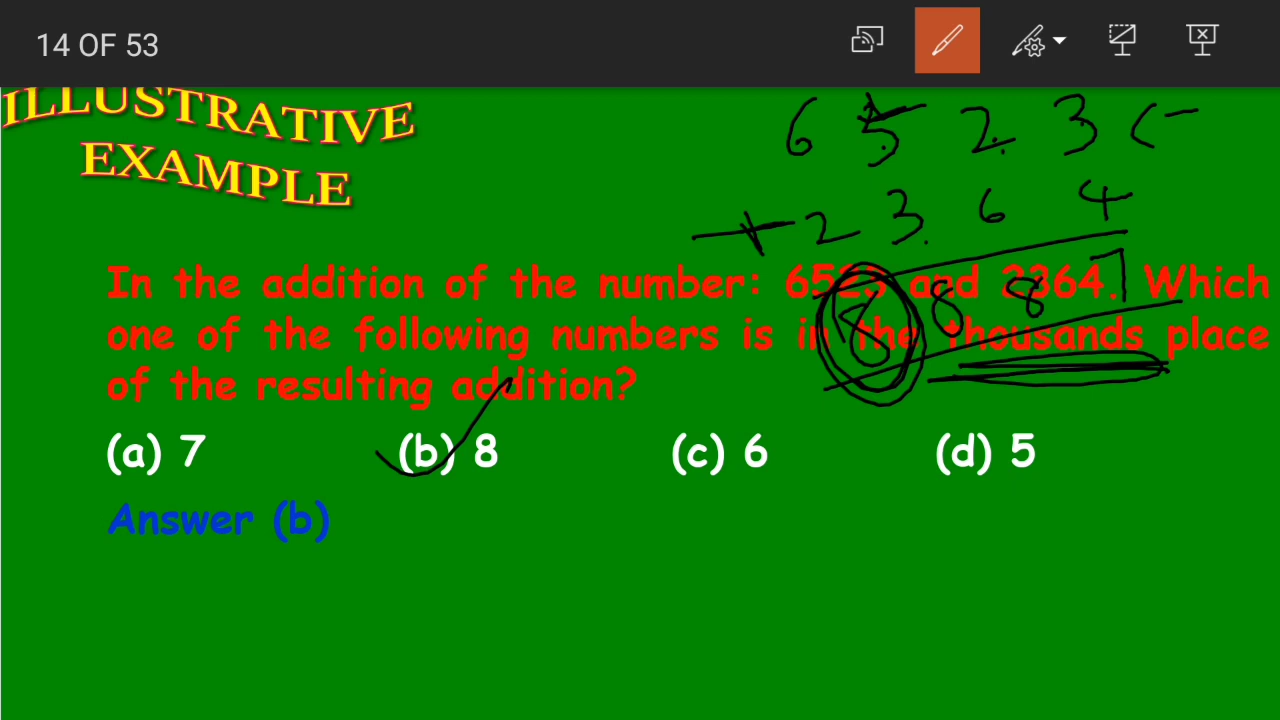 14 OF 53
ILLUSTRATIVE
EXAMPLE
6 5 2 3
+ 2 3 6 4
8 8 8 7
In the addition of the number: 6523 and 2364. Which
one of the following numbers is in the thousands place
of the resulting addition?
(a) 7 (b) 8 (c) 6 (d) 5
Answer (b)